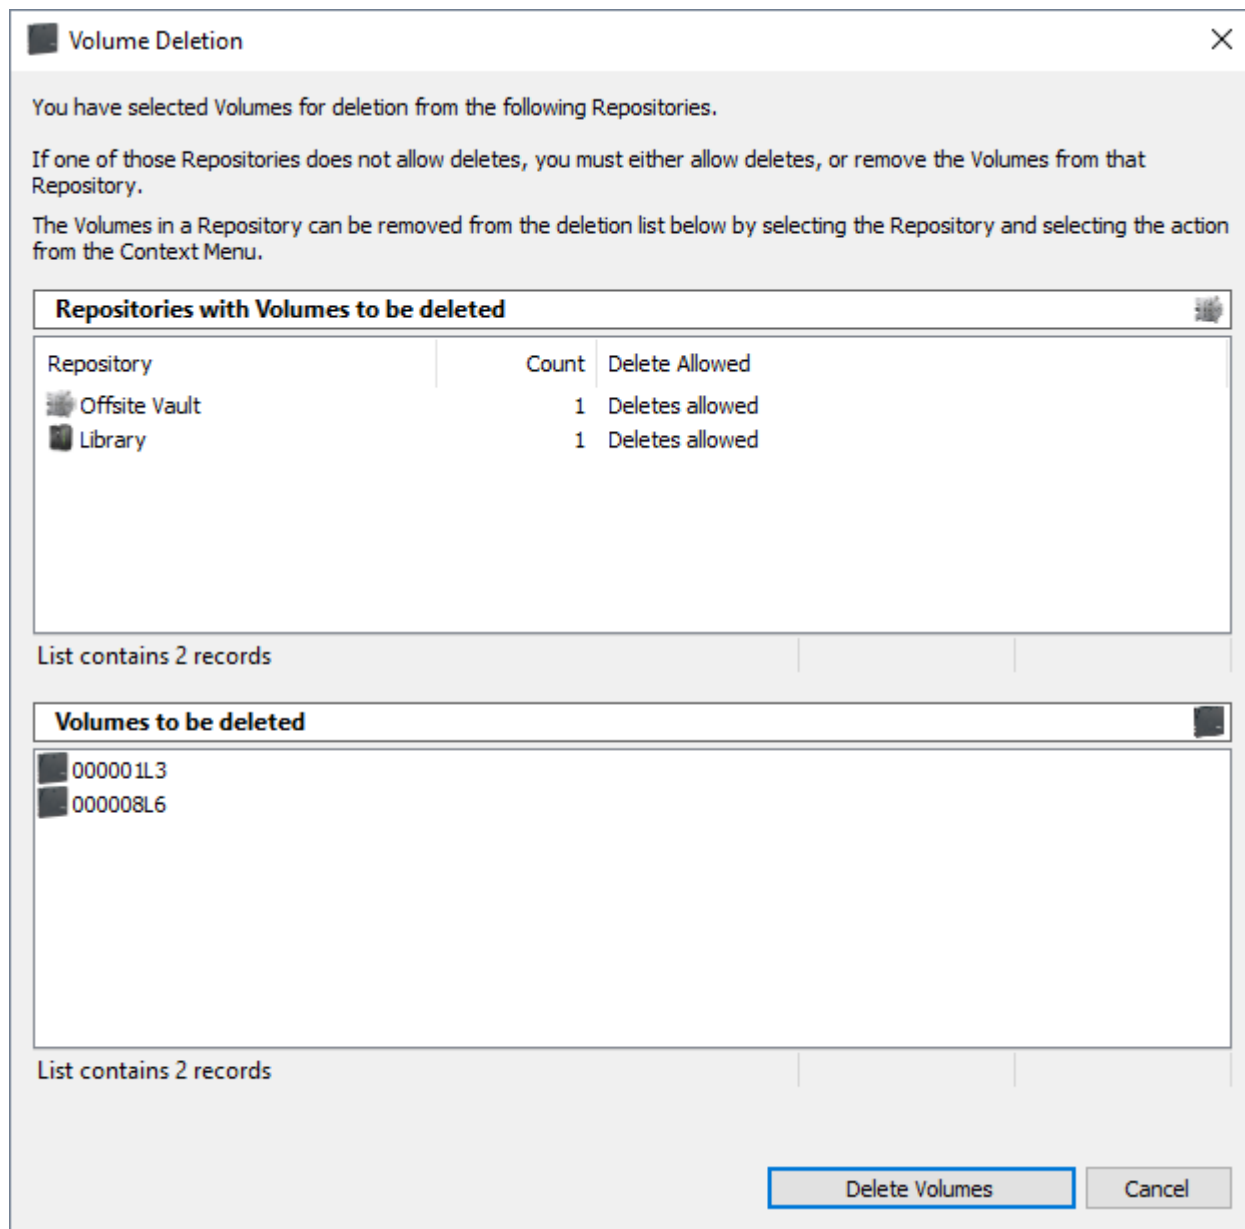 Volume Deletion
You have selected Volumes for deletion from the following Repositories.
If one of those Repositories does not allow deletes, you must either allow deletes, or remove the Volumes from that
Repository.
The Volumes in a Repository can be removed from the deletion list below by selecting the Repository and selecting the action
from the Context Menu.
Repositories with Volumes to be deleted
Repository Count Delete Allowed
Offsite Vault 1 Deletes allowed
Library 1 Deletes allowed
List contains 2 records
Volumes to be deleted
000001L3
000008L6
List contains 2 records
Delete Volumes Cancel